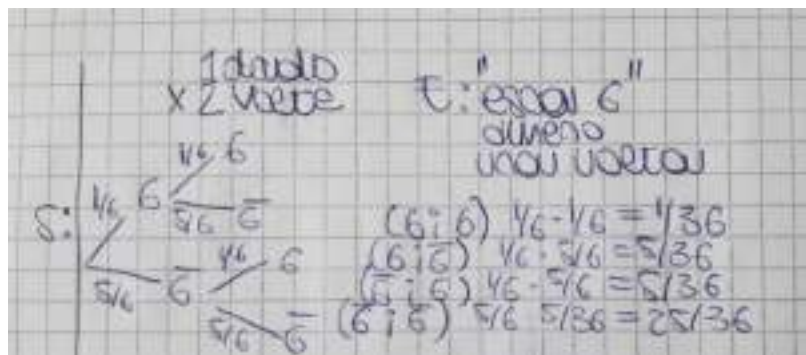 1 dado
x 2 volte
E: "esca 6"
almeno
una volta
S:
1/6 6
1/6 6
5/6 6̅
5/6 6̅
1/6 6
5/6 6̅
(6; 6) 1/6 · 1/6 = 1/36
(6; 6̅) 1/6 · 5/6 = 5/36
(6̅; 6) 1/6 · 5/6 = 5/36
(6̅; 6̅) 5/6 5/36 = 25/36